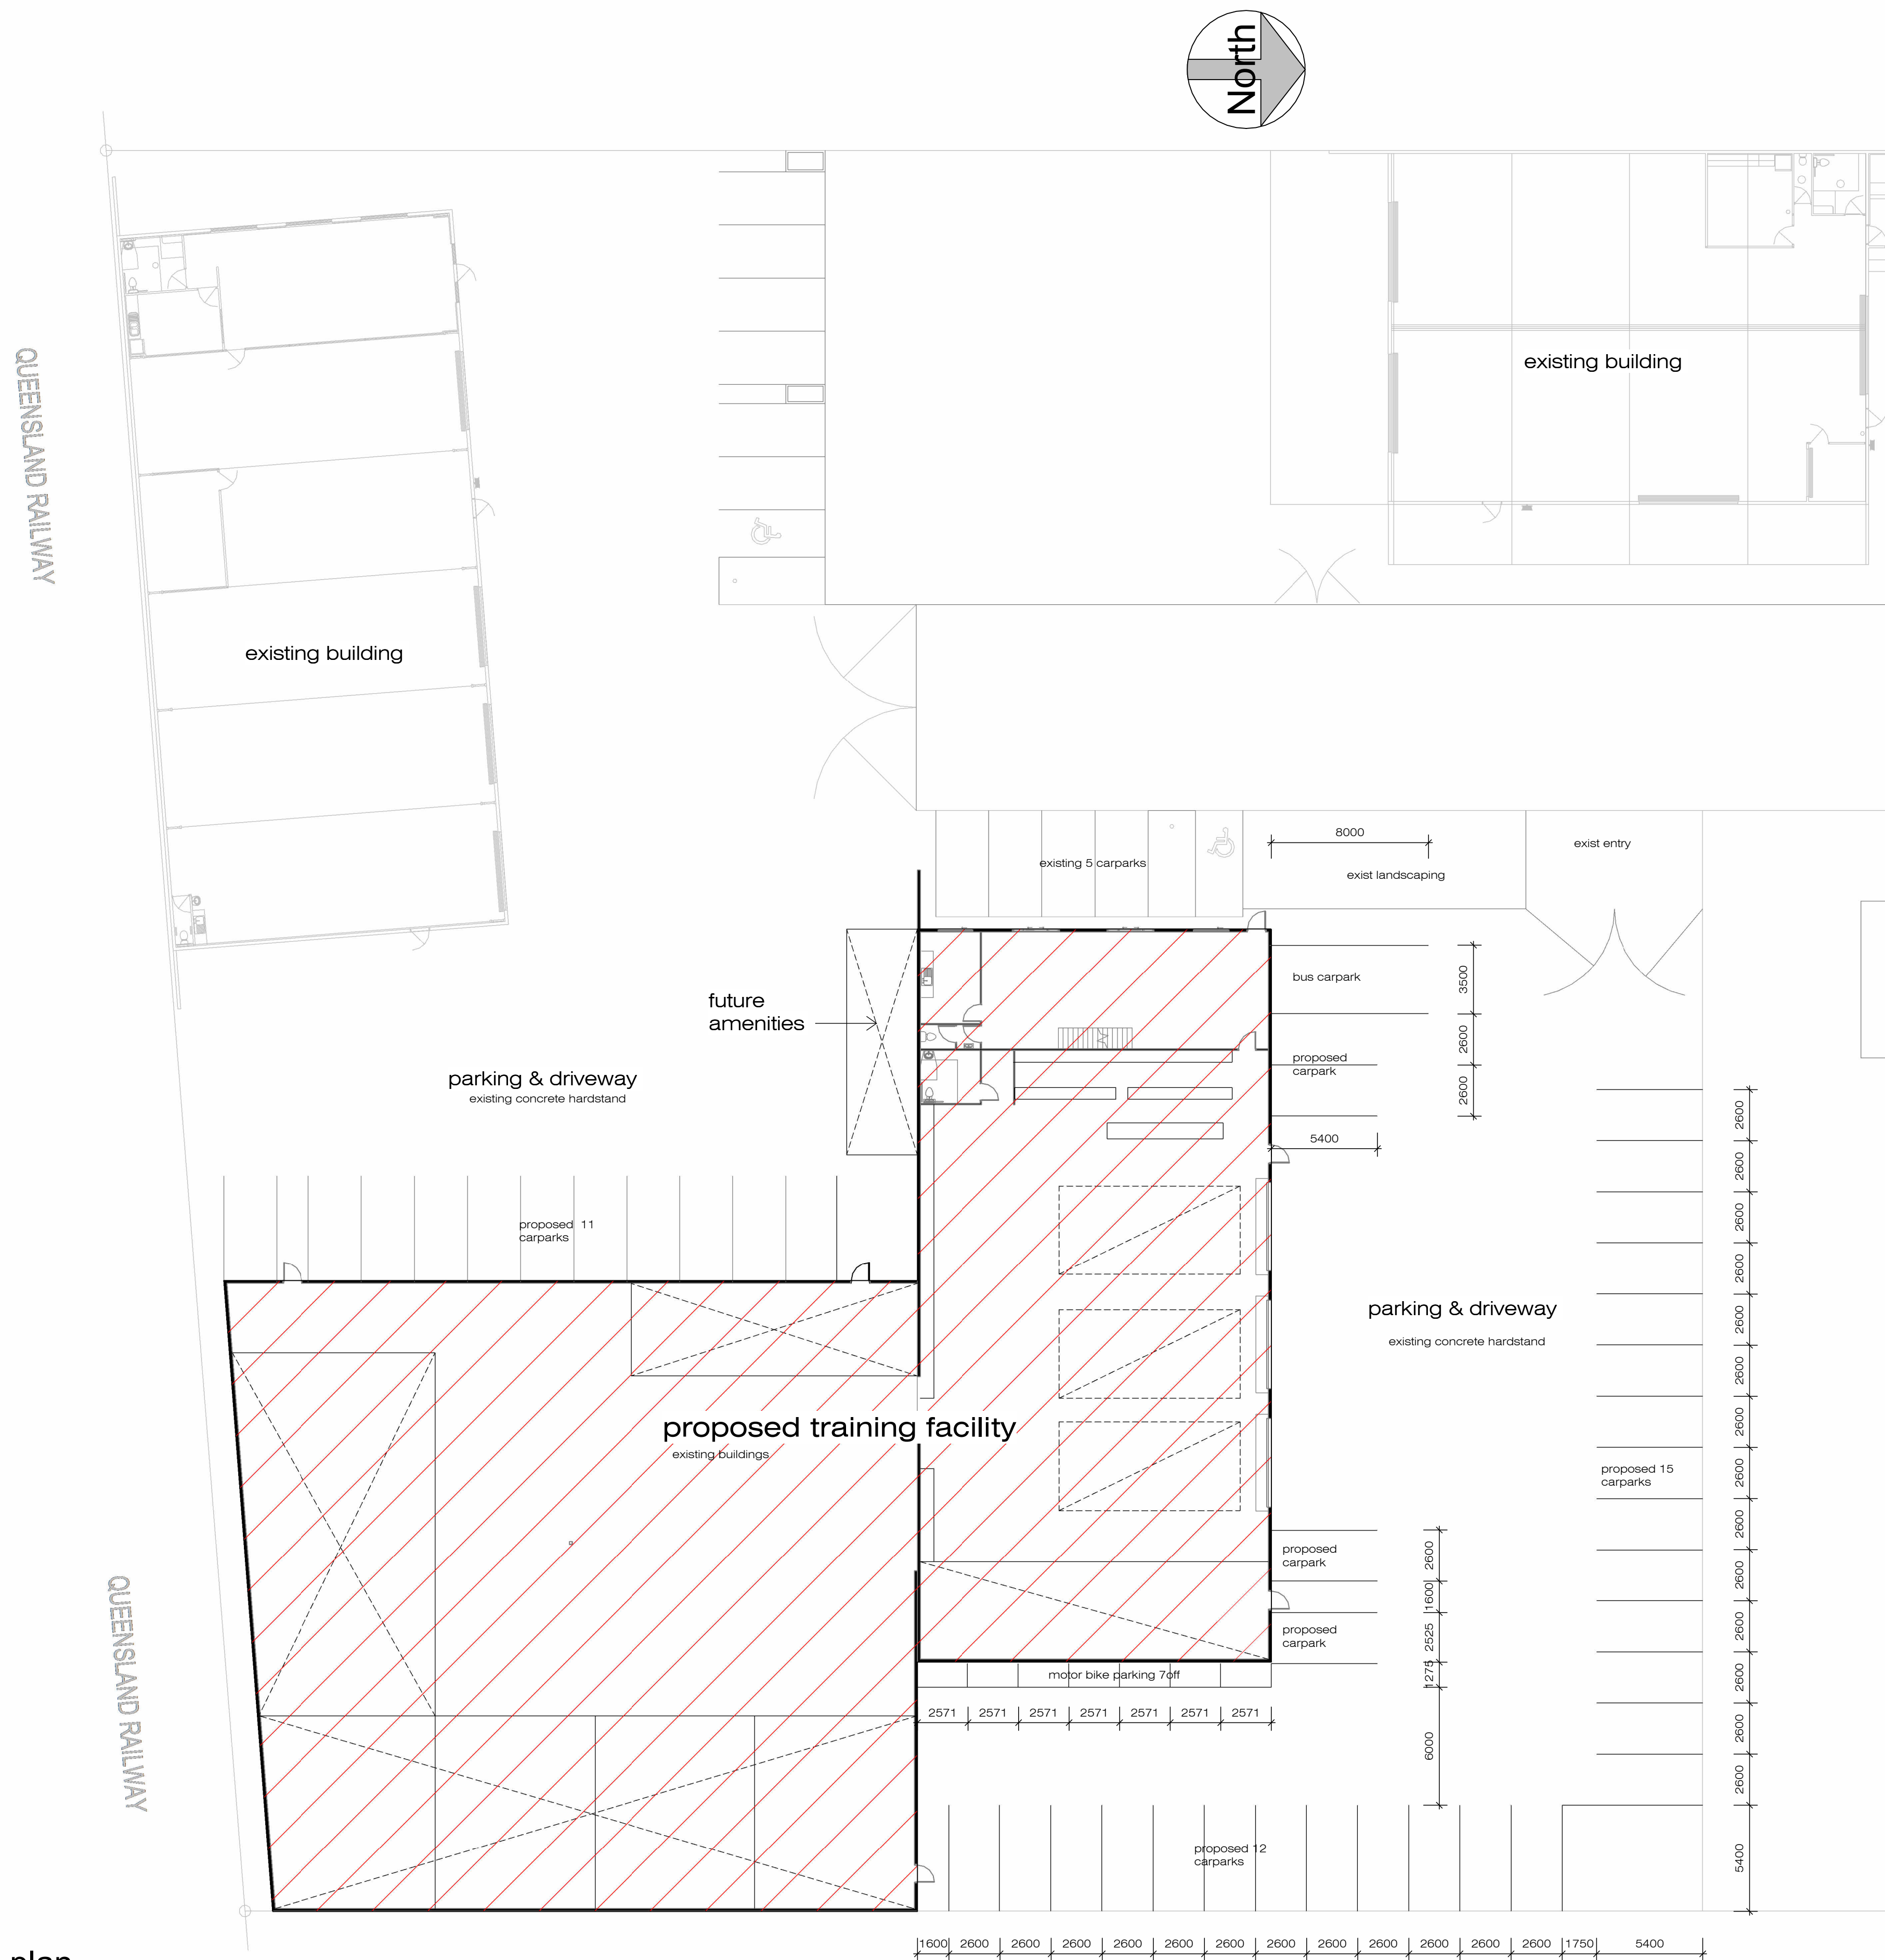 North
QUEENSLAND RAILWAY
existing building
existing building
8000
exist entry
existing 5 carparks
exist landscaping
bus carpark
3500
future
amenities
2600
proposed
carpark
2600
parking & driveway
existing concrete hardstand
5400
proposed 11
carparks
parking & driveway
existing concrete hardstand
proposed training facility
existing buildings
proposed 15
carparks
proposed
carpark
2600
1600
proposed
carpark
2525
1275
motor bike parking 7off
2571
2571
2571
2571
2571
2571
2571
6000
QUEENSLAND RAILWAY
2600
2600
2600
2600
2600
2600
2600
2600
2600
2600
2600
2600
2600
2600
5400
proposed 12
carparks
plan
1600
2600
2600
2600
2600
2600
2600
2600
2600
2600
2600
2600
2600
1750
5400